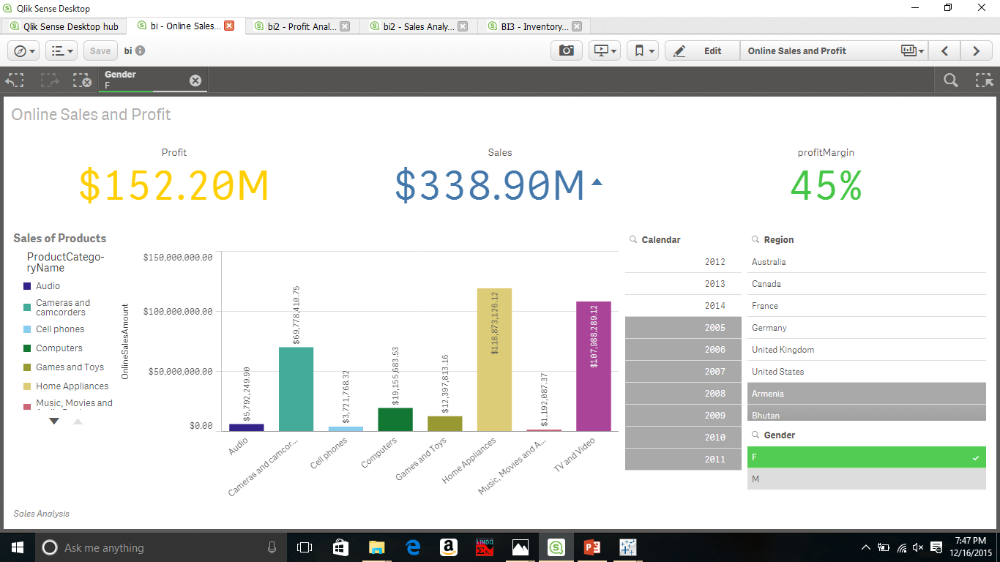 Qlik Sense Desktop
Qlik Sense Desktop hub
bi - Online Sales...
bi2 - Profit Anal...
bi2 - Sales Analy...
BI3 - Inventory...
Save
bi
Edit
Online Sales and Profit
Gender
F
Online Sales and Profit
Profit
$152.20M
Sales
$338.90M
profitMargin
45%
Sales of Products
ProductCatego-
ryName
Audio
Cameras and
camcorders
Cell phones
Computers
Games and Toys
Home Appliances
Music, Movies and
OnlineSalesAmount
$150,000,000.00
$100,000,000.00
$50,000,000.00
$0.00
$5,792,249.90
$69,778,410.75
$3,721,768.32
$19,155,683.53
$12,397,813.16
$118,873,126.12
$1,192,087.37
$107,988,289.12
Audio
Cameras and camcor...
Cell phones
Computers
Games and Toys
Home Appliances
Music, Movies and A...
TV and Video
Calendar
2012
2013
2014
2005
2006
2007
2008
2009
2010
2011
Region
Australia
Canada
France
Germany
United Kingdom
United States
Armenia
Bhutan
Gender
F
M
Sales Analysis
Ask me anything
LINDO
7:47 PM
12/16/2015